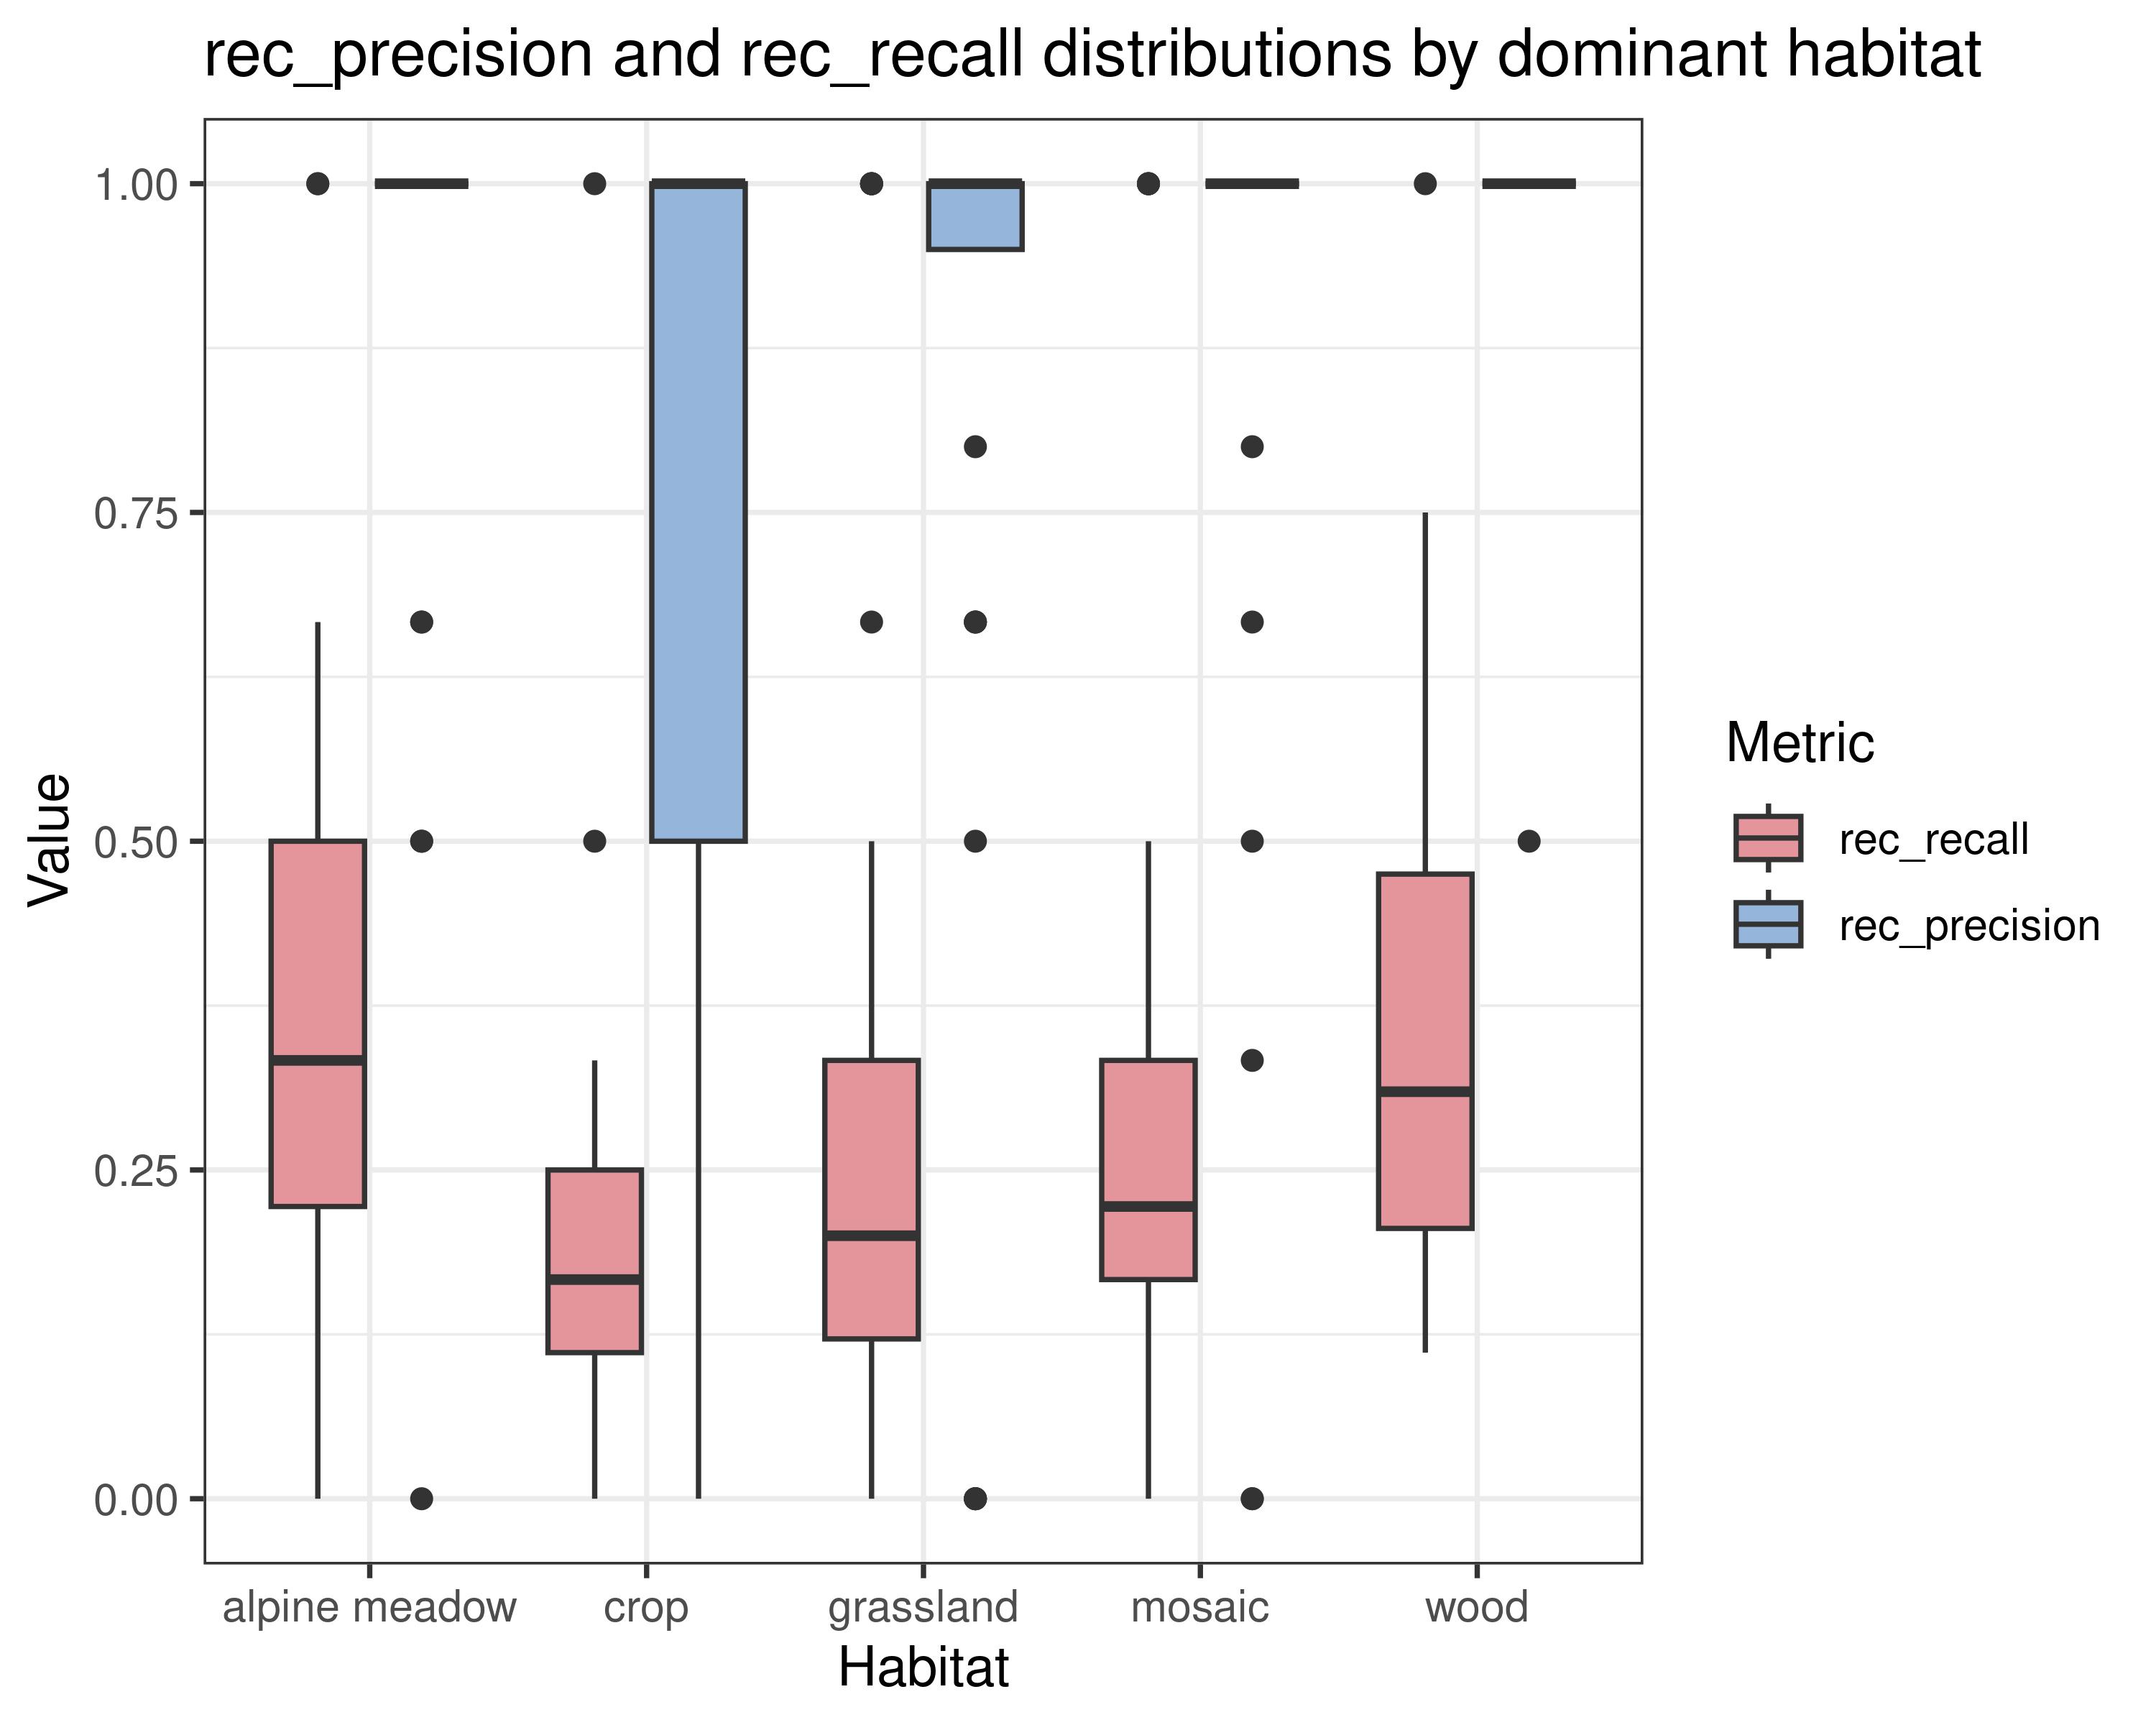 rec_precision and rec_recall distributions by dominant habitat
1.00
0.75
0.50
0.25
0.00
Value
alpine meadow
crop
grassland
mosaic
wood
Habitat
Metric
rec_recall
rec_precision